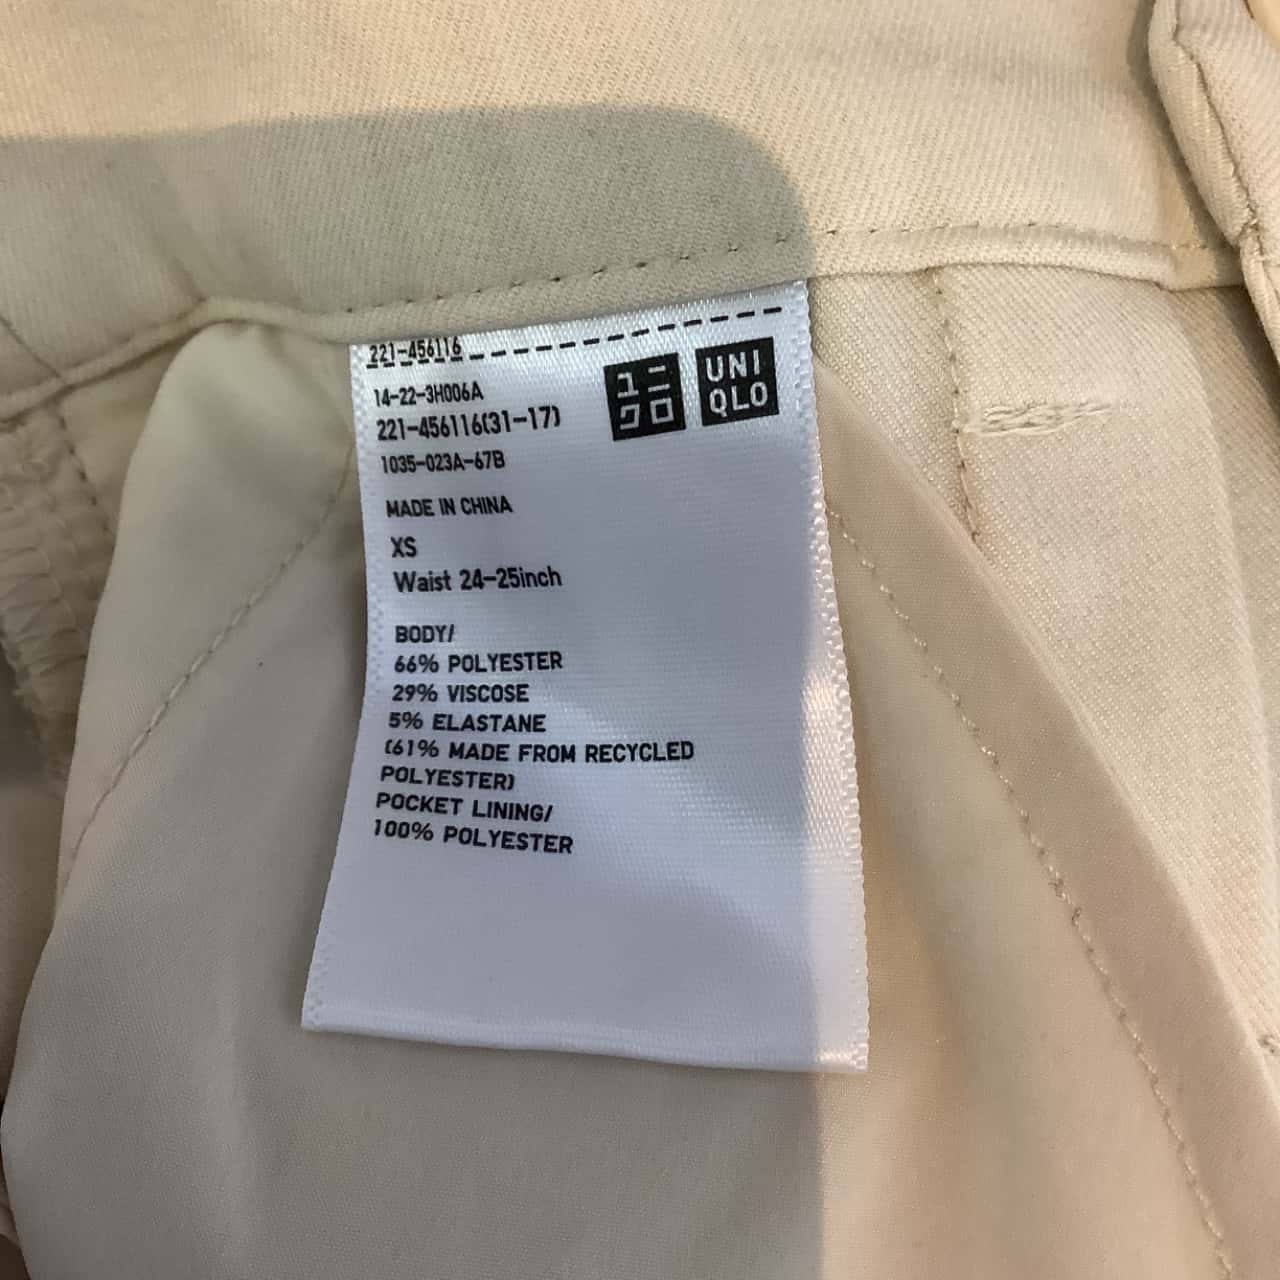 221-456116
14-22-3H006A
221-456116(31-17)
1035-023A-67B
ユニ
クロ
UNI
QLO
MADE IN CHINA
XS
Waist 24-25inch
BODY/
66% POLYESTER
29% VISCOSE
5% ELASTANE
(61% MADE FROM RECYCLED
POLYESTER)
POCKET LINING/
100% POLYESTER